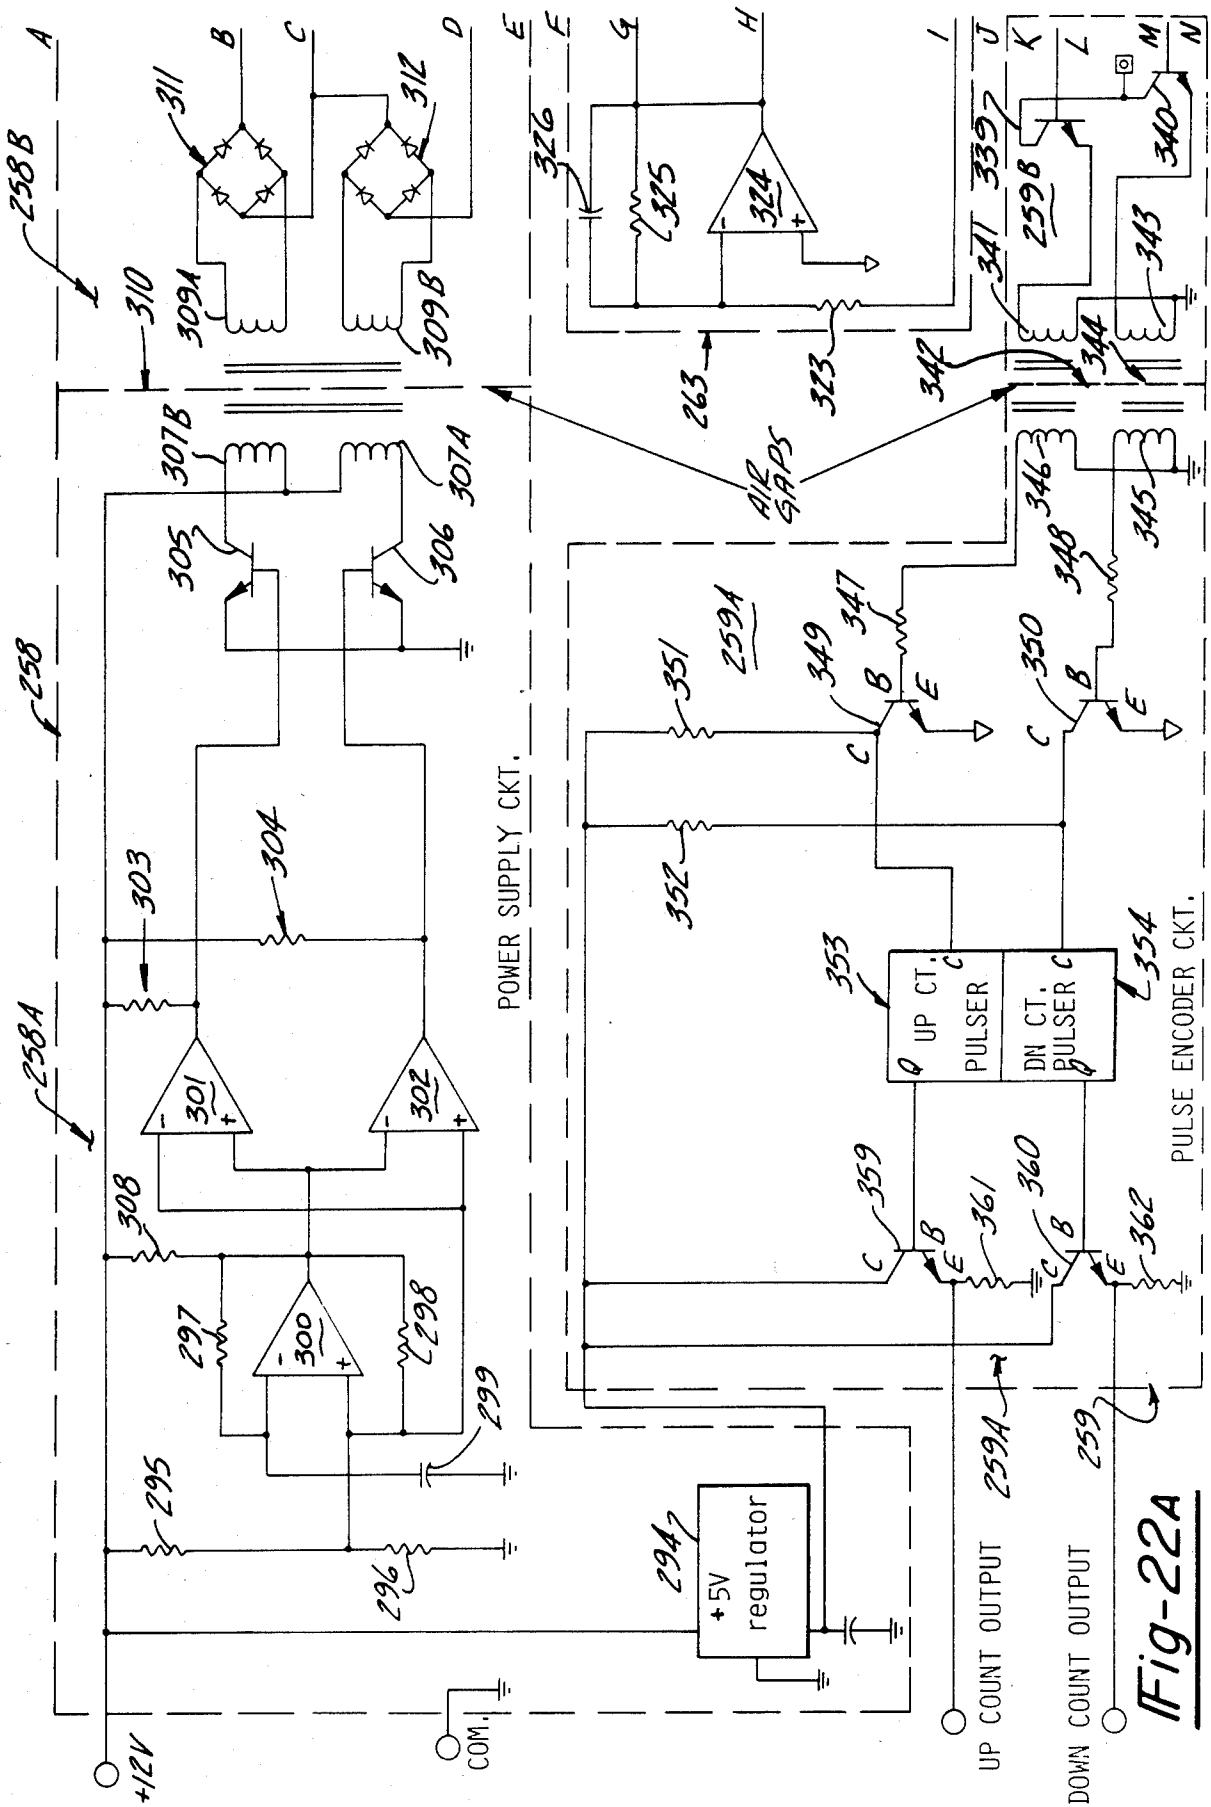 A
B
C
D
E
F
G
H
I
J
K
L
M
N
258B
310
311
312
309A
309B
307B
307A
305
306
258
303
304
258A
301
-
+
302
-
+
308
297
298
300
-
+
299
295
296
+12V
COM.
POWER SUPPLY CKT.
294
+5V
regulator
AIR
GAPS
326
325
324
-
+
323
263
339
259B
340
341
343
342
344
346
345
348
347
259A
351
349
C
B
E
350
C
B
E
352
353
UP CT.
PULSER
C
Q
DN CT.
PULSER
C
Q
354
PULSE ENCODER CKT.
359
C
B
E
361
360
C
B
E
362
259A
259
UP COUNT OUTPUT
DOWN COUNT OUTPUT
Fig-22A